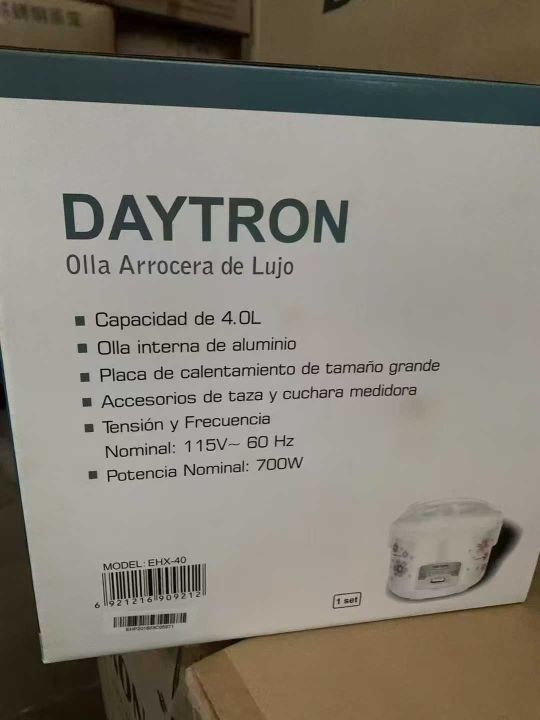 DAYTRON
Olla Arrocera de Lujo
Capacidad de 4.0L
Olla interna de aluminio
Placa de calentamiento de tamaño grande
Accesorios de taza y cuchara medidora
Tensión y Frecuencia
Nominal: 115V~ 60 Hz
Potencia Nominal: 700W
MODEL: EHX-40
6 921216 909212
1 set